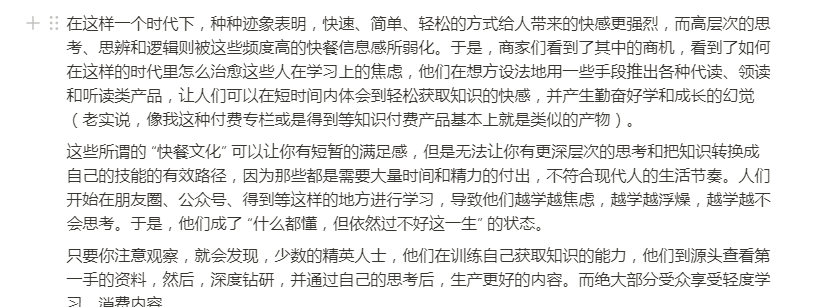 在这样一个时代下，种种迹象表明，快速、简单、轻松的方式给人带来的快感更强烈，而高层次的思
考、思辨和逻辑则被这些频度高的快餐信息感所弱化。于是，商家们看到了其中的商机，看到了如何
在这样的时代里怎么治愈这些人在学习上的焦虑，他们在想方设法地用一些手段推出各种代读、领读
和听读类产品，让人们可以在短时间内体会到轻松获取知识的快感，并产生勤奋好学和成长的幻觉
（老实说，像我这种付费专栏或是得到等知识付费产品基本上就是类似的产物）。
这些所谓的 “快餐文化” 可以让你有短暂的满足感，但是无法让你有更深层次的思考和把知识转换成
自己的技能的有效路径，因为那些都是需要大量时间和精力的付出，不符合现代人的生活节奏。人们
开始在朋友圈、公众号、得到等这样的地方进行学习，导致他们越学越焦虑，越学越浮燥，越学越不
会思考。于是，他们成了 “什么都懂，但依然过不好这一生” 的状态。
只要你注意观察，就会发现，少数的精英人士，他们在训练自己获取知识的能力，他们到源头查看第
一手的资料，然后，深度钻研，并通过自己的思考后，生产更好的内容。而绝大部分受众享受轻度学
习，消费内容